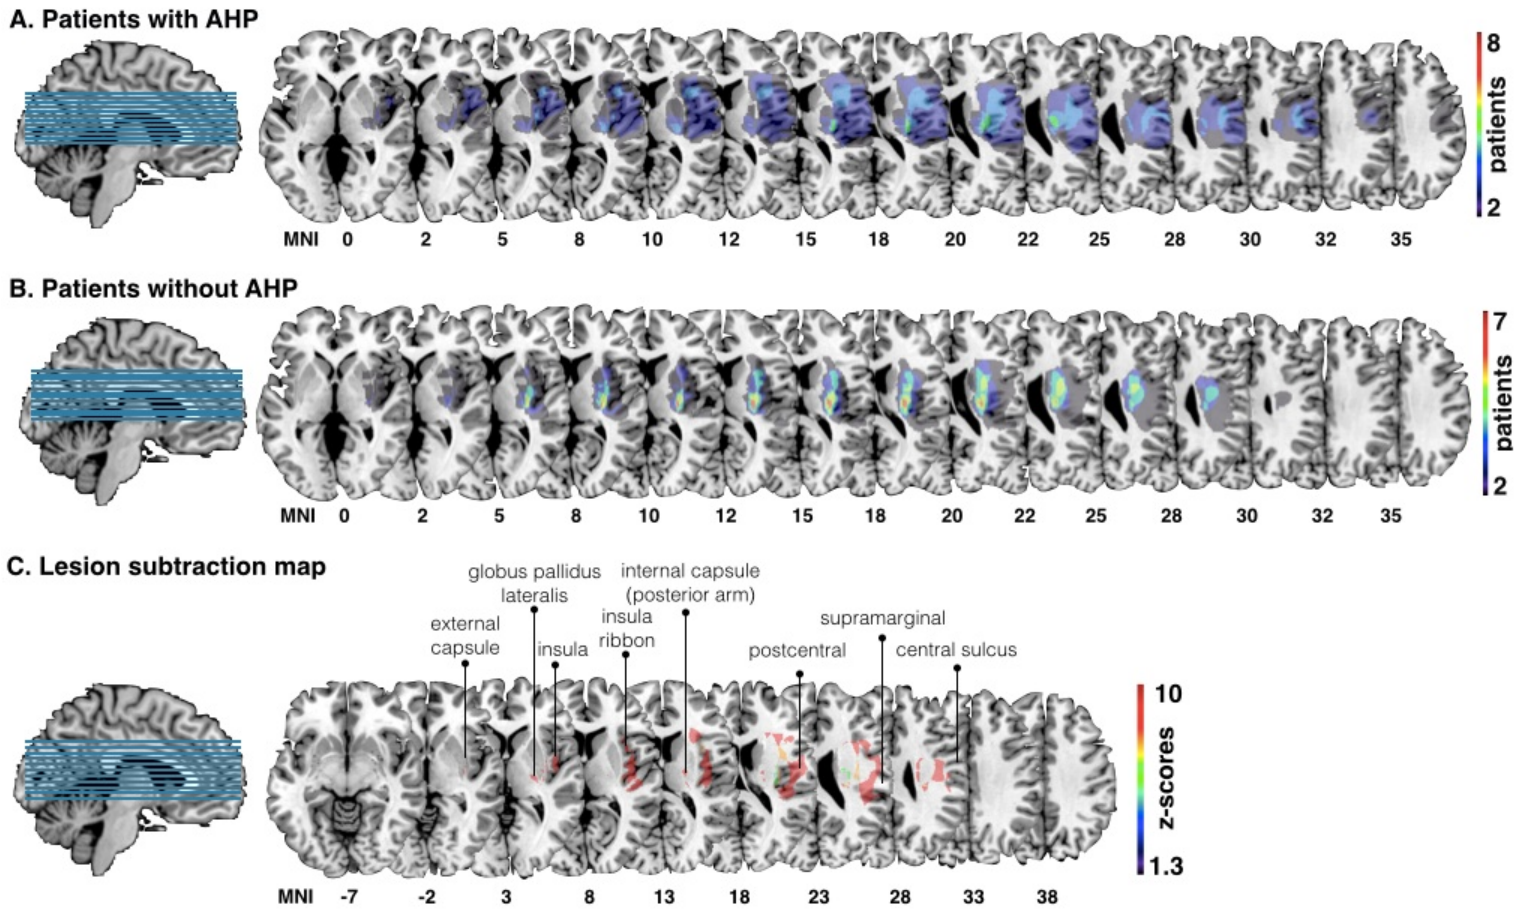 A. Patients with AHP
8
patients
2
MNI 0 2 5 8 10 12 15 18 20 22 25 28 30 32 35
B. Patients without AHP
7
patients
2
MNI 0 2 5 8 10 12 15 18 20 22 25 28 30 32 35
C. Lesion subtraction map
globus pallidus
lateralis
internal capsule
(posterior arm)
external
capsule
insula
insula
ribbon
postcentral
supramarginal
central sulcus
10
z-scores
1.3
MNI -7 -2 3 8 13 18 23 28 33 38